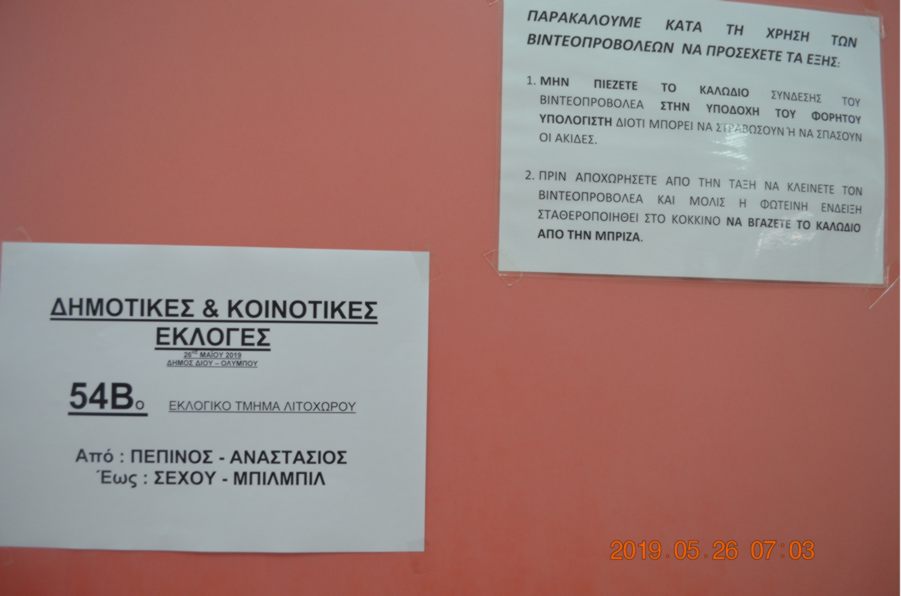 ΠΑΡΑΚΑΛΟΥΜΕ ΚΑΤΑ ΤΗ ΧΡΗΣΗ ΤΩΝ
ΒΙΝΤΕΟΠΡΟΒΟΛΕΩΝ ΝΑ ΠΡΟΣΕΧΕΤΕ ΤΑ ΕΞΗΣ:
1. ΜΗΝ ΠΙΕΖΕΤΕ ΤΟ ΚΑΛΩΔΙΟ ΣΥΝΔΕΣΗΣ ΤΟΥ
ΒΙΝΤΕΟΠΡΟΒΟΛΕΑ ΣΤΗΝ ΥΠΟΔΟΧΗ ΤΟΥ ΦΟΡΗΤΟΥ
ΥΠΟΛΟΓΙΣΤΗ ΔΙΟΤΙ ΜΠΟΡΕΙ ΝΑ ΣΤΡΑΒΩΣΟΥΝ Ή ΝΑ ΣΠΑΣΟΥΝ
ΟΙ ΑΚΙΔΕΣ.
2. ΠΡΙΝ ΑΠΟΧΩΡΗΣΕΤΕ ΑΠΟ ΤΗΝ ΤΑΞΗ ΝΑ ΚΛΕΙΝΕΤΕ ΤΟΝ
ΒΙΝΤΕΟΠΡΟΒΟΛΕΑ ΚΑΙ ΜΟΛΙΣ Η ΦΩΤΕΙΝΗ ΕΝΔΕΙΞΗ
ΣΤΑΘΕΡΟΠΟΙΗΘΕΙ ΣΤΟ ΚΟΚΚΙΝΟ ΝΑ ΒΓΑΖΕΤΕ ΤΟ ΚΑΛΩΔΙΟ
ΑΠΟ ΤΗΝ ΜΠΡΙΖΑ.
ΔΗΜΟΤΙΚΕΣ & ΚΟΙΝΟΤΙΚΕΣ
ΕΚΛΟΓΕΣ
26ης ΜΑΪΟΥ 2019
ΔΗΜΟΣ ΔΙΟΥ – ΟΛΥΜΠΟΥ
54Βο ΕΚΛΟΓΙΚΟ ΤΜΗΜΑ ΛΙΤΟΧΩΡΟΥ
Από : ΠΕΠΙΝΟΣ - ΑΝΑΣΤΑΣΙΟΣ
Έως : ΣΕΧΟΥ - ΜΠΙΛΜΠΙΛ
2019.05.26 07:03